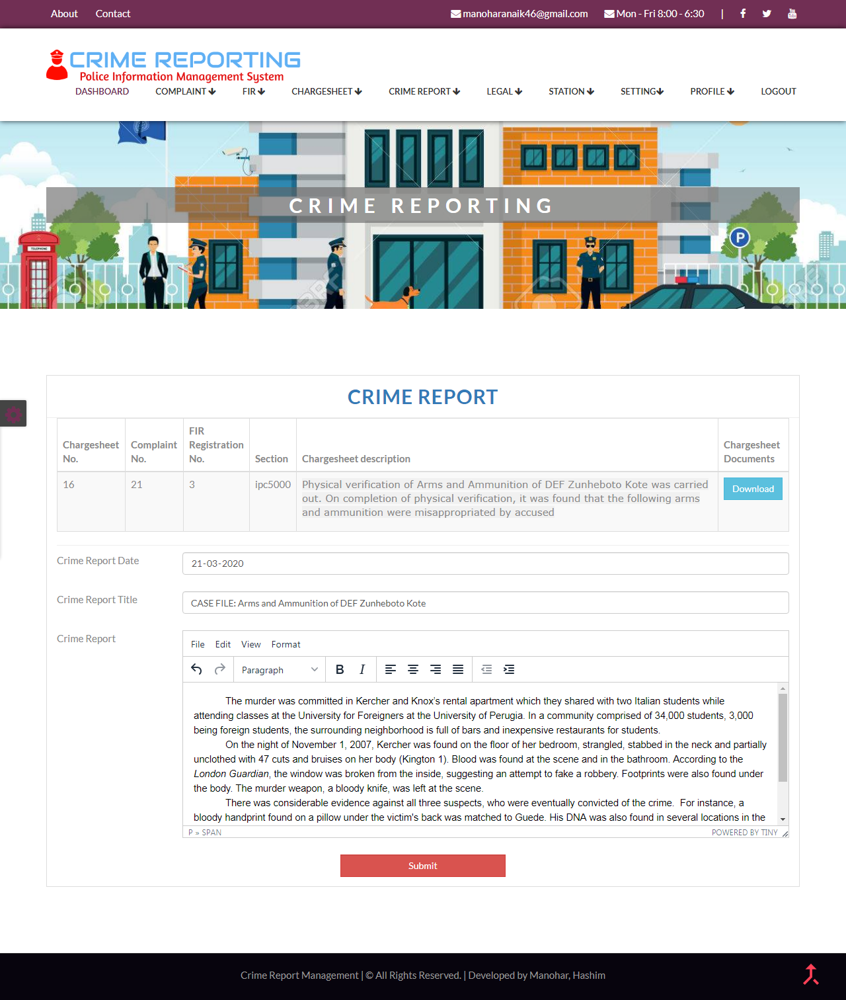 About Contact manoharanaik46@gmail.com Mon - Fri 8:00 - 6:30 |
CRIME REPORTING
Police Information Management System
DASHBOARD COMPLAINT FIR CHARGESHEET CRIME REPORT LEGAL STATION SETTING PROFILE LOGOUT
CRIME REPORTING
TELEPHONE
P
CRIME REPORT
Chargesheet No. Complaint No. FIR Registration No. Section Chargesheet description Chargesheet Documents
16 21 3 ipc5000 Physical verification of Arms and Ammunition of DEF Zunheboto Kote was carried Download
out. On completion of physical verification, it was found that the following arms
and ammunition were misappropriated by accused
Crime Report Date 21-03-2020
Crime Report Title CASE FILE: Arms and Ammunition of DEF Zunheboto Kote
Crime Report File Edit View Format
Paragraph B I
The murder was committed in Kercher and Knox's rental apartment which they shared with two Italian students while
attending classes at the University for Foreigners at the University of Perugia. In a community comprised of 34,000 students, 3,000
being foreign students, the surrounding neighborhood is full of bars and inexpensive restaurants for students.
On the night of November 1, 2007, Kercher was found on the floor of her bedroom, strangled, stabbed in the neck and partially
unclothed with 47 cuts and bruises on her body (Kington 1). Blood was found at the scene and in the bathroom. According to the
London Guardian, the window was broken from the inside, suggesting an attempt to fake a robbery. Footprints were also found under
the body. The murder weapon, a bloody knife, was left at the scene.
There was considerable evidence against all three suspects, who were eventually convicted of the crime. For instance, a
bloody handprint found on a pillow under the victim's back was matched to Guede. His DNA was also found in several locations in the
P » SPAN POWERED BY TINY
Submit
Crime Report Management | © All Rights Reserved. | Developed by Manohar, Hashim